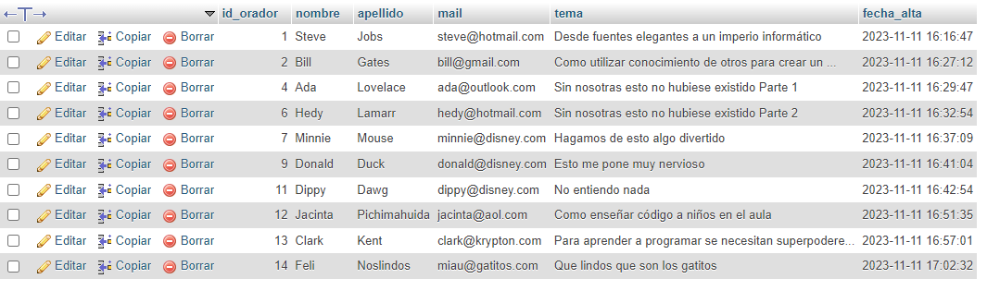 id_orador nombre apellido mail tema fecha_alta
Editar Copiar Borrar 1 Steve Jobs steve@hotmail.com Desde fuentes elegantes a un imperio informático 2023-11-11 16:16:47
Editar Copiar Borrar 2 Bill Gates bill@gmail.com Como utilizar conocimiento de otros para crear un ... 2023-11-11 16:27:12
Editar Copiar Borrar 4 Ada Lovelace ada@outlook.com Sin nosotras esto no hubiese existido Parte 1 2023-11-11 16:29:47
Editar Copiar Borrar 6 Hedy Lamarr hedy@hotmail.com Sin nosotras esto no hubiese existido Parte 2 2023-11-11 16:32:54
Editar Copiar Borrar 7 Minnie Mouse minnie@disney.com Hagamos de esto algo divertido 2023-11-11 16:37:09
Editar Copiar Borrar 9 Donald Duck donald@disney.com Esto me pone muy nervioso 2023-11-11 16:41:04
Editar Copiar Borrar 11 Dippy Dawg dippy@disney.com No entiendo nada 2023-11-11 16:42:54
Editar Copiar Borrar 12 Jacinta Pichimahuida jacinta@aol.com Como enseñar código a niños en el aula 2023-11-11 16:51:35
Editar Copiar Borrar 13 Clark Kent clark@krypton.com Para aprender a programar se necesitan superpodere... 2023-11-11 16:57:01
Editar Copiar Borrar 14 Feli Noslindos miau@gatitos.com Que lindos que son los gatitos 2023-11-11 17:02:32